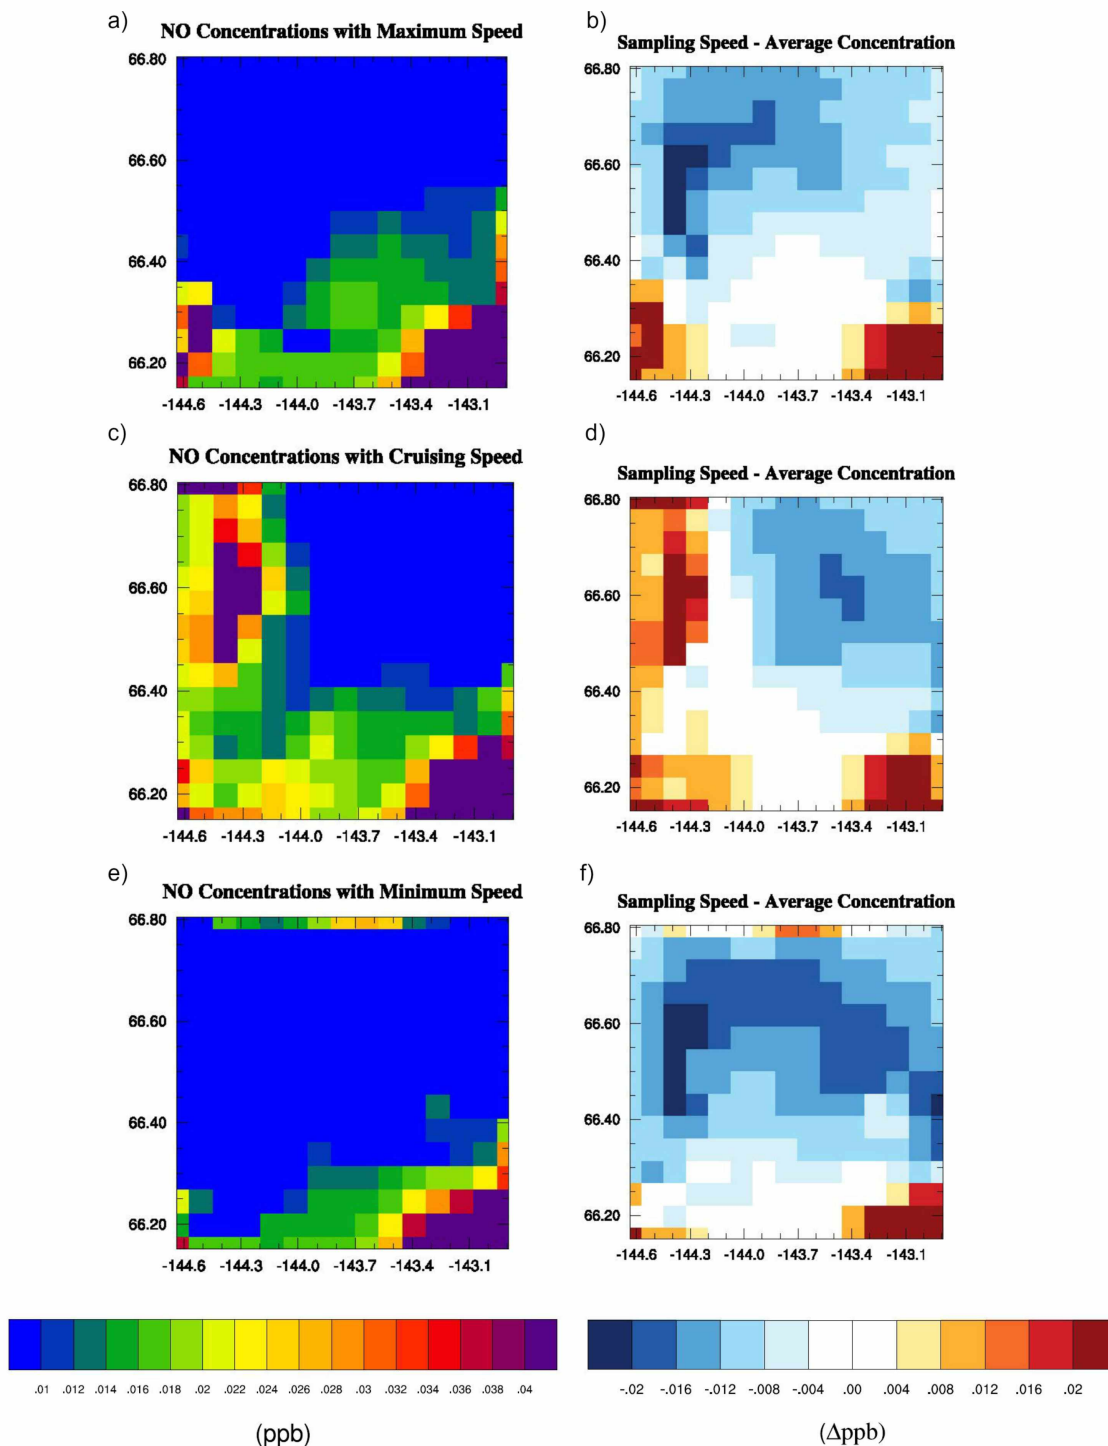 a)
NO Concentrations with Maximum Speed
66.80
66.60
66.40
66.20
-144.6 -144.3 -144.0 -143.7 -143.4 -143.1
b)
Sampling Speed - Average Concentration
66.80
66.60
66.40
66.20
-144.6 -144.3 -144.0 -143.7 -143.4 -143.1
c)
NO Concentrations with Cruising Speed
66.80
66.60
66.40
66.20
-144.6 -144.3 -144.0 -143.7 -143.4 -143.1
d)
Sampling Speed - Average Concentration
66.80
66.60
66.40
66.20
-144.6 -144.3 -144.0 -143.7 -143.4 -143.1
e)
NO Concentrations with Minimum Speed
66.80
66.60
66.40
66.20
-144.6 -144.3 -144.0 -143.7 -143.4 -143.1
f)
Sampling Speed - Average Concentration
66.80
66.60
66.40
66.20
-144.6 -144.3 -144.0 -143.7 -143.4 -143.1
.01 .012 .014 .016 .018 .02 .022 .024 .026 .028 .03 .032 .034 .036 .038 .04
(ppb)
-.02 -.016 -.012 -.008 -.004 .00 .004 .008 .012 .016 .02
(Δppb)